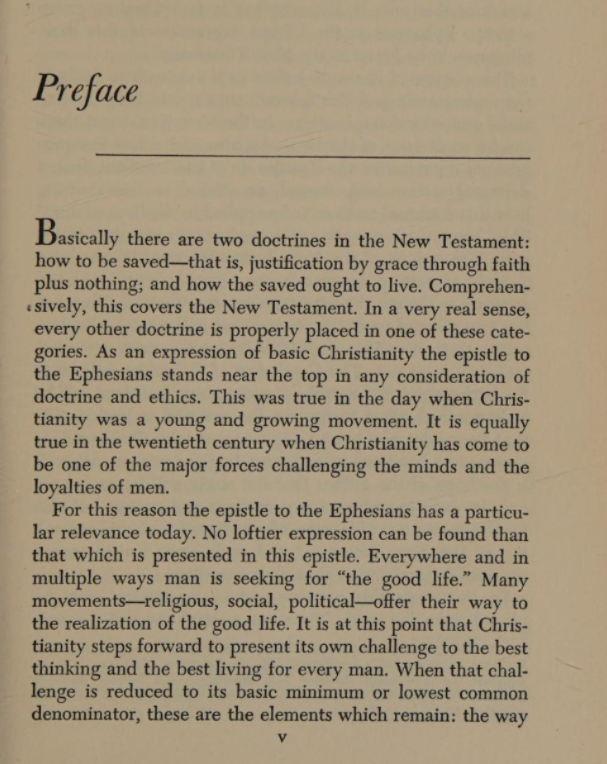 Preface
Basically there are two doctrines in the New Testament:
how to be saved—that is, justification by grace through faith
plus nothing; and how the saved ought to live. Comprehen-
sively, this covers the New Testament. In a very real sense,
every other doctrine is properly placed in one of these cate-
gories. As an expression of basic Christianity the epistle to
the Ephesians stands near the top in any consideration of
doctrine and ethics. This was true in the day when Chris-
tianity was a young and growing movement. It is equally
true in the twentieth century when Christianity has come to
be one of the major forces challenging the minds and the
loyalties of men.
For this reason the epistle to the Ephesians has a particu-
lar relevance today. No loftier expression can be found than
that which is presented in this epistle. Everywhere and in
multiple ways man is seeking for “the good life.” Many
movements—religious, social, political—offer their way to
the realization of the good life. It is at this point that Chris-
tianity steps forward to present its own challenge to the best
thinking and the best living for every man. When that chal-
lenge is reduced to its basic minimum or lowest common
denominator, these are the elements which remain: the way
v